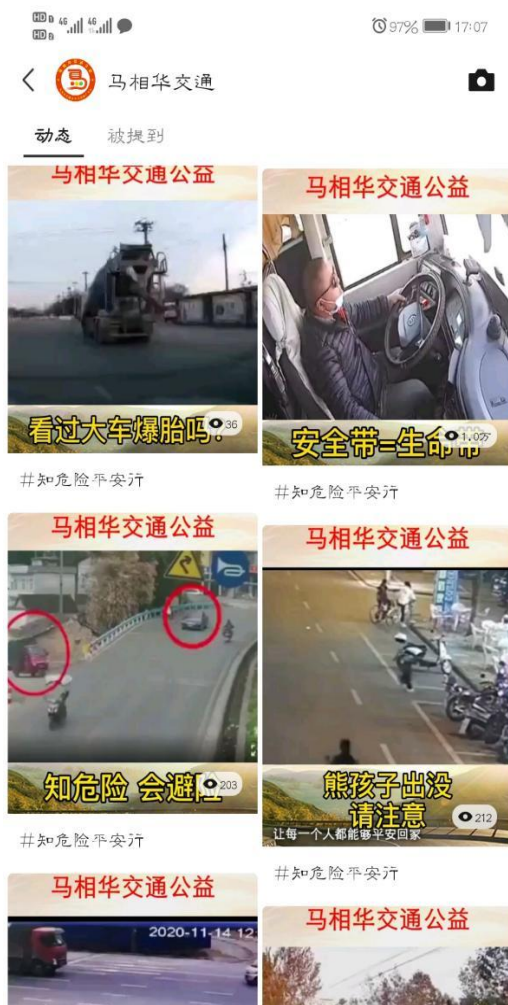 HD B 46 46
HD B
97% 17:07
马相华交通
动态 被提到
马相华交通公益
看过大车爆胎吗?
36
#知危险平安行
马相华交通公益
安全带=生命带
1.0万
#知危险平安行
马相华交通公益
知危险 会避险
203
#知危险平安行
马相华交通公益
熊孩子出没
请注意
212
让每一个人都能够平安回家
#知危险平安行
马相华交通公益
2020-11-14 12
马相华交通公益